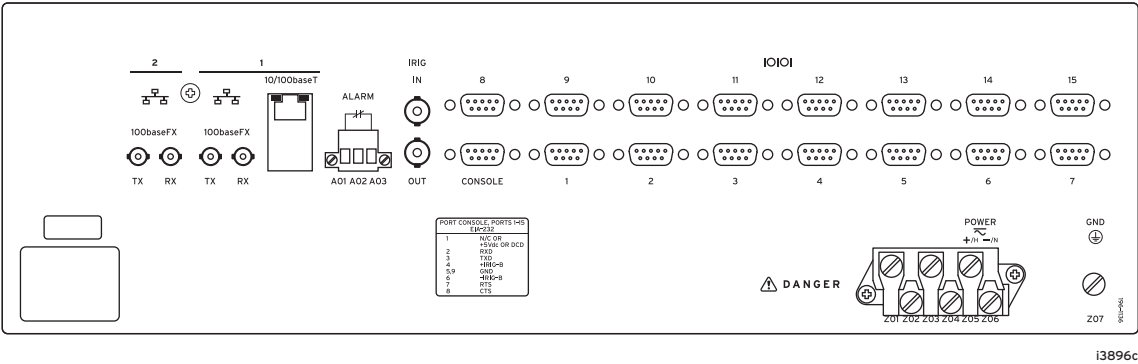 2 1 IRIG IOIOI
10/100baseT IN 8 9 10 11 12 13 14 15
ALARM
100baseFX 100baseFX
TX RX TX RX A01 A02 A03 OUT CONSOLE 1 2 3 4 5 6 7
PORT CONSOLE, PORTS 1-15
EIA-232
1 N/C OR
+5Vdc OR DCD
2 RXD
3 TXD
4 +IRIG-B
5,9 GND
6 -IRIG-B
7 RTS
8 CTS
POWER GND
+/H −/N
DANGER
Z01 Z02 Z03 Z04 Z05 Z06 Z07
196-1136
i3896c